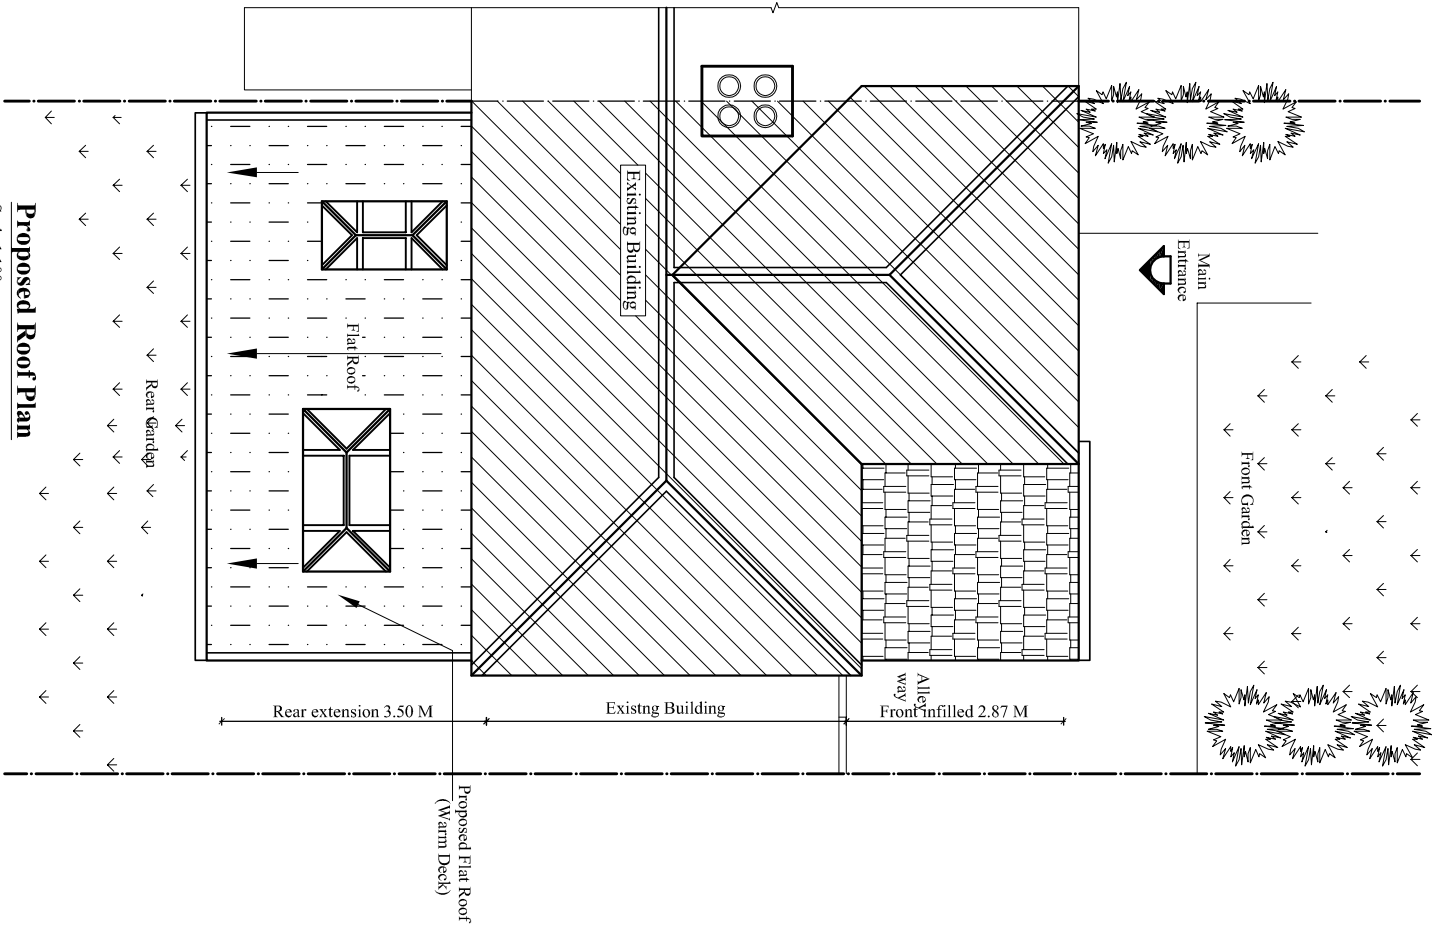 Existing Building
Main
Entrance
Flat Roof
Rear Garden
Front Garden
Proposed Roof Plan
Alley
way
Rear extension 3.50 M
Existng Building
Front infilled 2.87 M
Proposed Flat Roof
(Warm Deck)